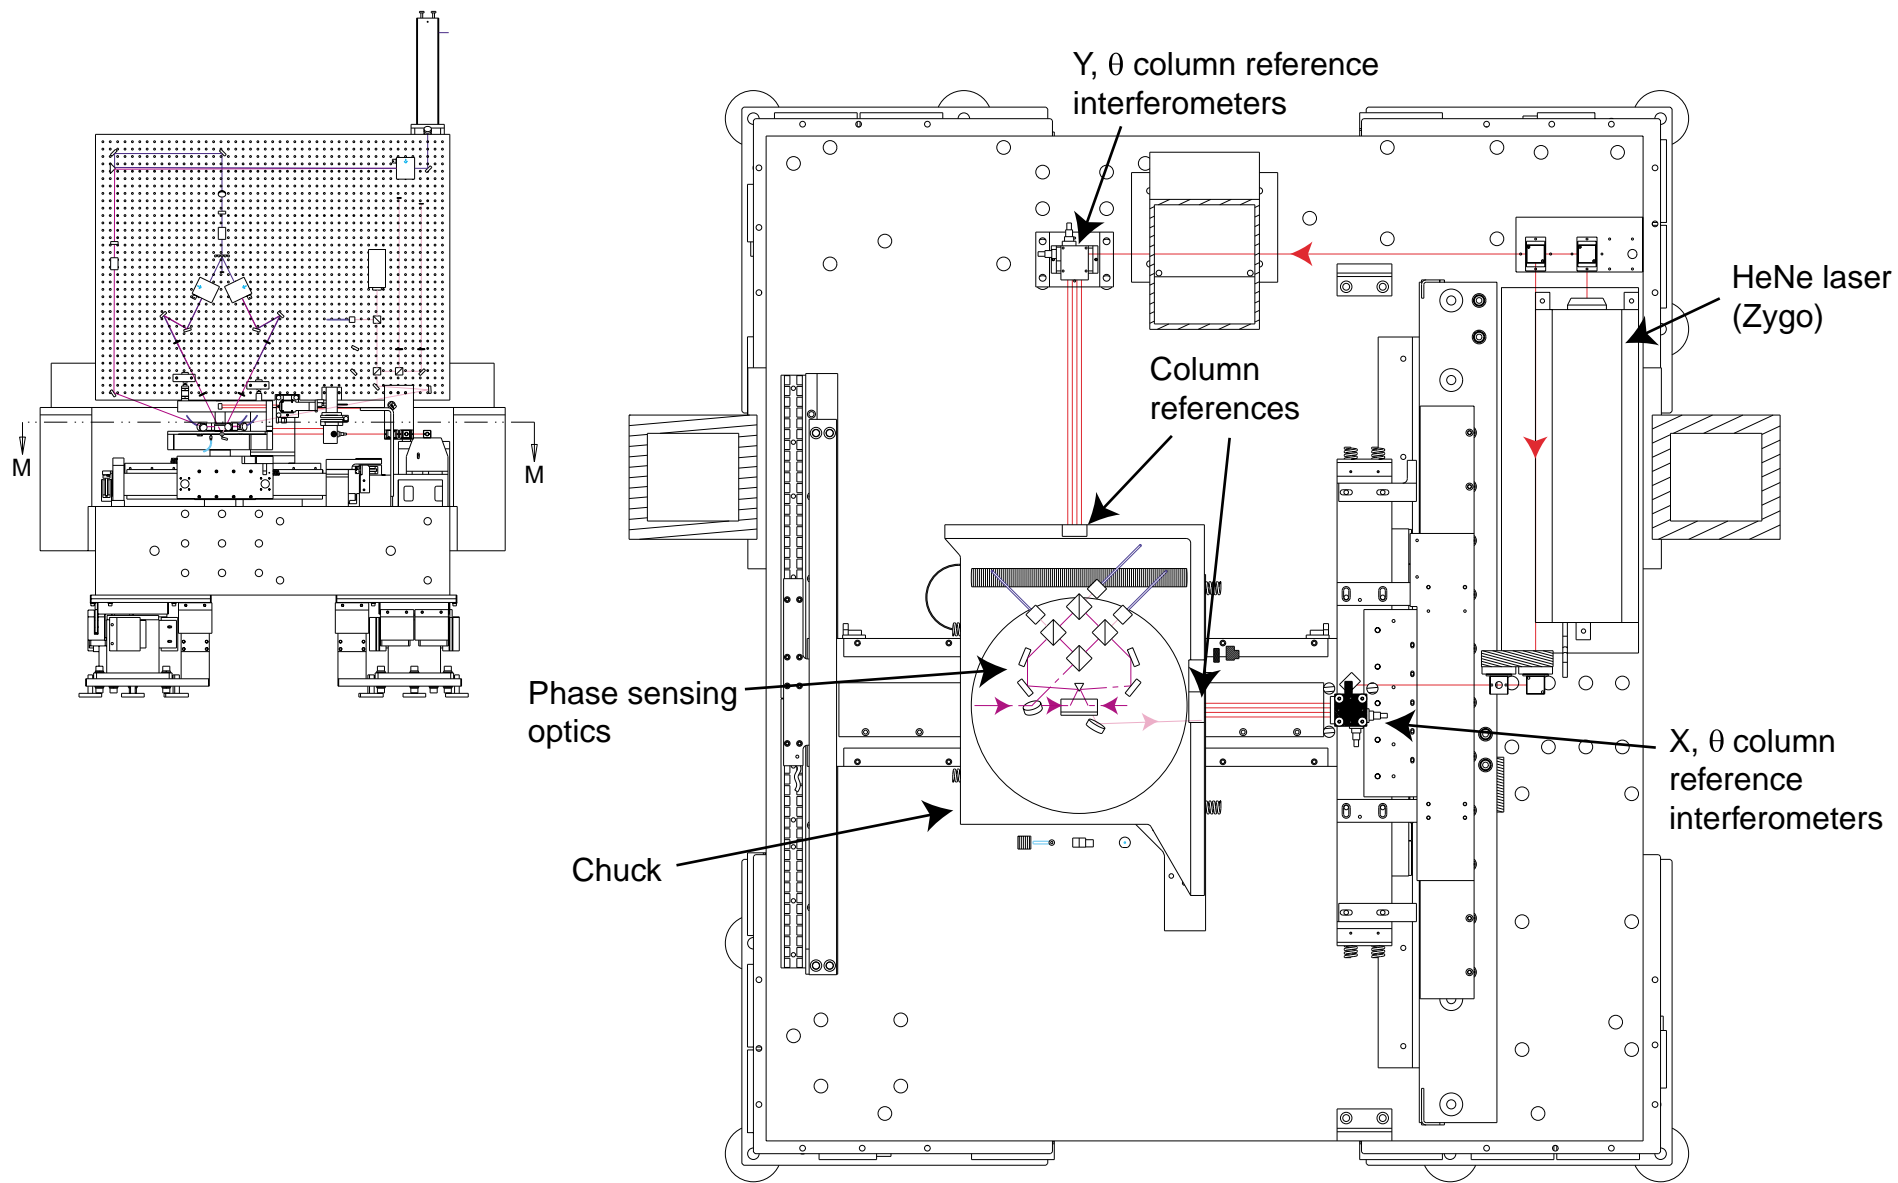 Y, θ column reference
interferometers
HeNe laser
(Zygo)
Column
references
M
M
Phase sensing
optics
X, θ column
reference
interferometers
Chuck